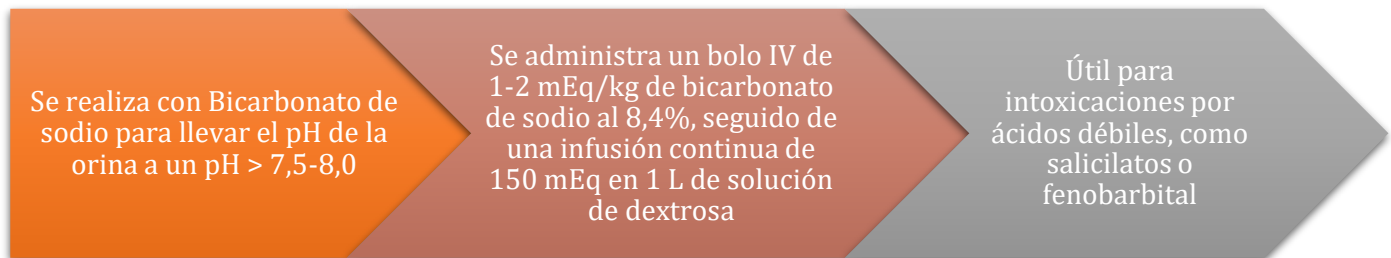 Se realiza con Bicarbonato de
sodio para llevar el pH de la
orina a un pH > 7,5-8,0
Se administra un bolo IV de
1-2 mEq/kg de bicarbonato
de sodio al 8,4%, seguido de
una infusión continua de
150 mEq en 1 L de solución
de dextrosa
Útil para
intoxicaciones por
ácidos débiles, como
salicilatos o
fenobarbital